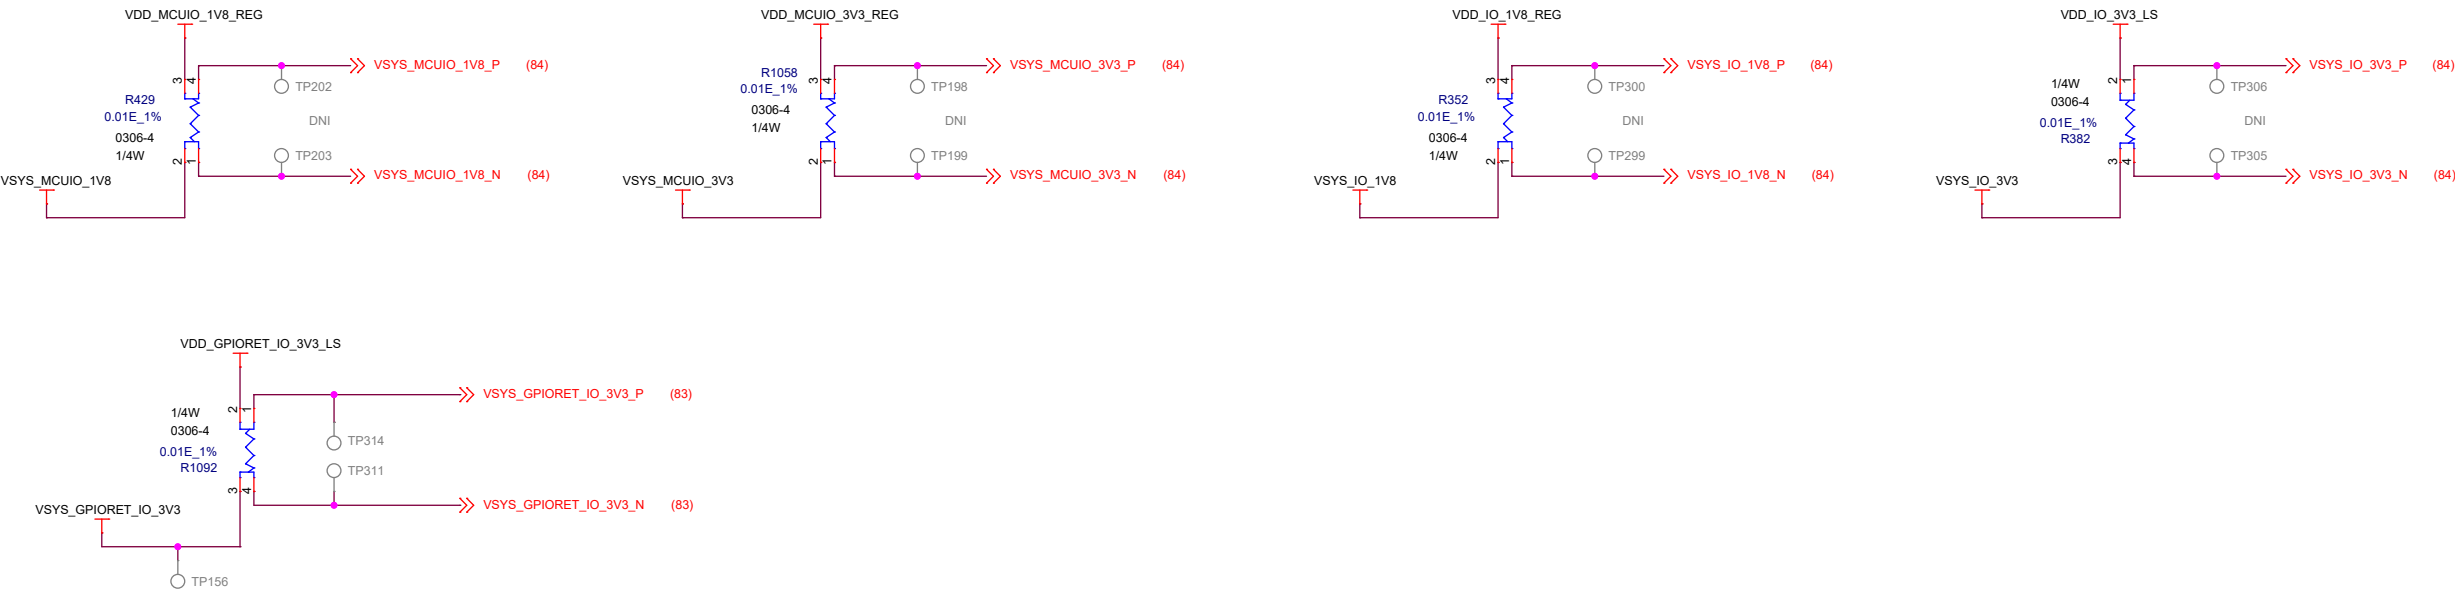 VDD_MCUIO_1V8_REG
VSYS_MCUIO_1V8_P (84)
3 4
TP202
R429
0.01E_1%
0306-4
1/4W
DNI
TP203
2 1
VSYS_MCUIO_1V8_N (84)
VSYS_MCUIO_1V8
VDD_MCUIO_3V3_REG
VSYS_MCUIO_3V3_P (84)
R1058
0.01E_1%
0306-4
1/4W
3 4
TP198
DNI
TP199
2 1
VSYS_MCUIO_3V3_N (84)
VSYS_MCUIO_3V3
VDD_IO_1V8_REG
VSYS_IO_1V8_P (84)
3 4
TP300
R352
0.01E_1%
0306-4
1/4W
DNI
TP299
2 1
VSYS_IO_1V8_N (84)
VSYS_IO_1V8
VDD_IO_3V3_LS
VSYS_IO_3V3_P (84)
2 1
TP306
1/4W
0306-4
0.01E_1%
R382
DNI
TP305
3 4
VSYS_IO_3V3_N (84)
VSYS_IO_3V3
VDD_GPIORET_IO_3V3_LS
VSYS_GPIORET_IO_3V3_P (83)
2 1
1/4W
0306-4
0.01E_1%
R1092
TP314
TP311
3 4
VSYS_GPIORET_IO_3V3_N (83)
VSYS_GPIORET_IO_3V3
TP156